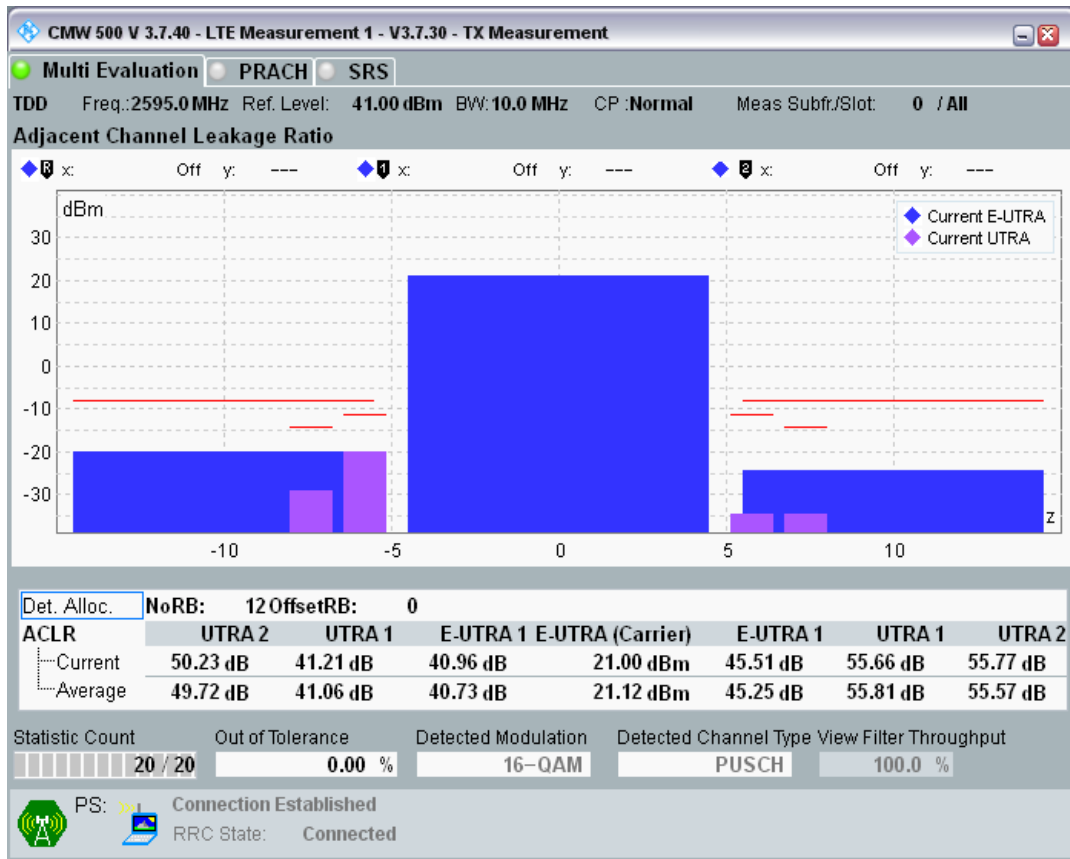 CMW 500 V 3.7.40 - LTE Measurement 1 - V3.7.30 - TX Measurement
Multi Evaluation PRACH SRS
TDD Freq.:2595.0 MHz Ref. Level: 41.00 dBm BW:10.0 MHz CP :Normal Meas Subfr./Slot: 0 / All
Adjacent Channel Leakage Ratio
R x: Off y: --- 1 x: Off y: --- 2 x: Off y: ---
dBm
Current E-UTRA
Current UTRA
30
20
10
0
-10
-20
-30
z
-10 -5 0 5 10
Det. Alloc. NoRB: 12 OffsetRB: 0
ACLR UTRA 2 UTRA 1 E-UTRA 1 E-UTRA (Carrier) E-UTRA 1 UTRA 1 UTRA 2
Current 50.23 dB 41.21 dB 40.96 dB 21.00 dBm 45.51 dB 55.66 dB 55.77 dB
Average 49.72 dB 41.06 dB 40.73 dB 21.12 dBm 45.25 dB 55.81 dB 55.57 dB
Statistic Count Out of Tolerance Detected Modulation Detected Channel Type View Filter Throughput
20 / 20 0.00 % 16-QAM PUSCH 100.0 %
PS: Connection Established
RRC State: Connected